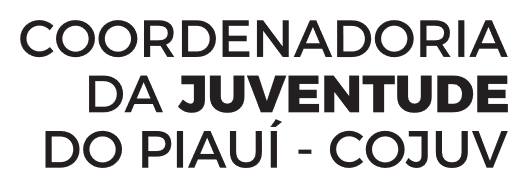 COORDENADORIA
DA JUVENTUDE
DO PIAUÍ - COJUV